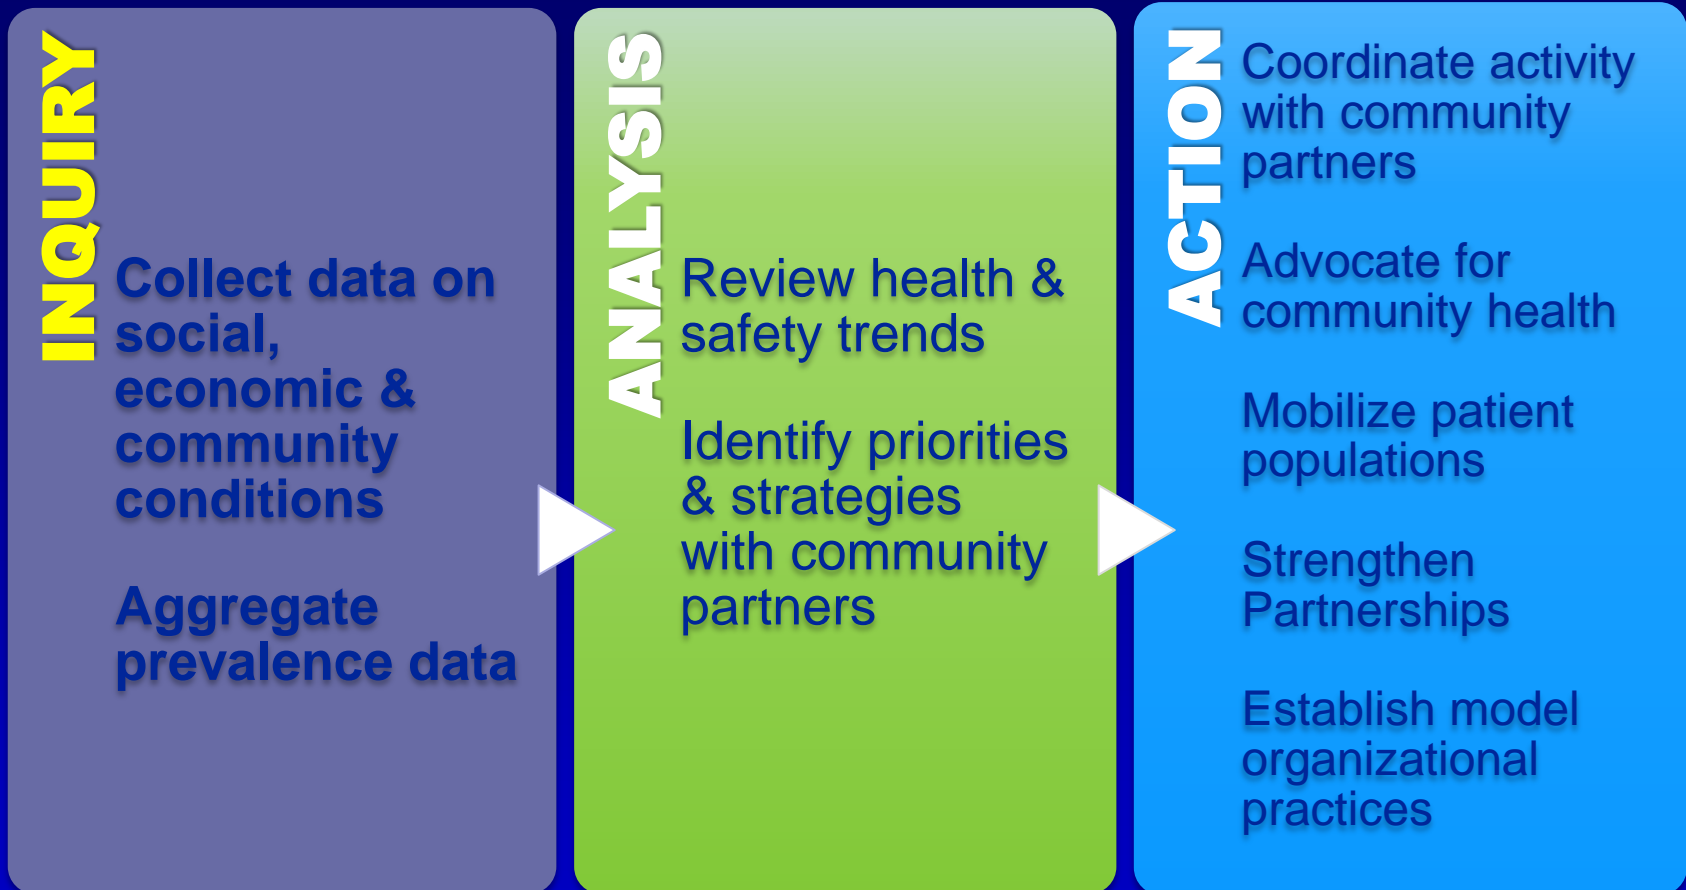 INQUIRY
Collect data on
social,
economic &
community
conditions
Aggregate
prevalence data
ANALYSIS
Review health &
safety trends
Identify priorities
& strategies
with community
partners
ACTION
Coordinate activity
with community
partners
Advocate for
community health
Mobilize patient
populations
Strengthen
Partnerships
Establish model
organizational
practices